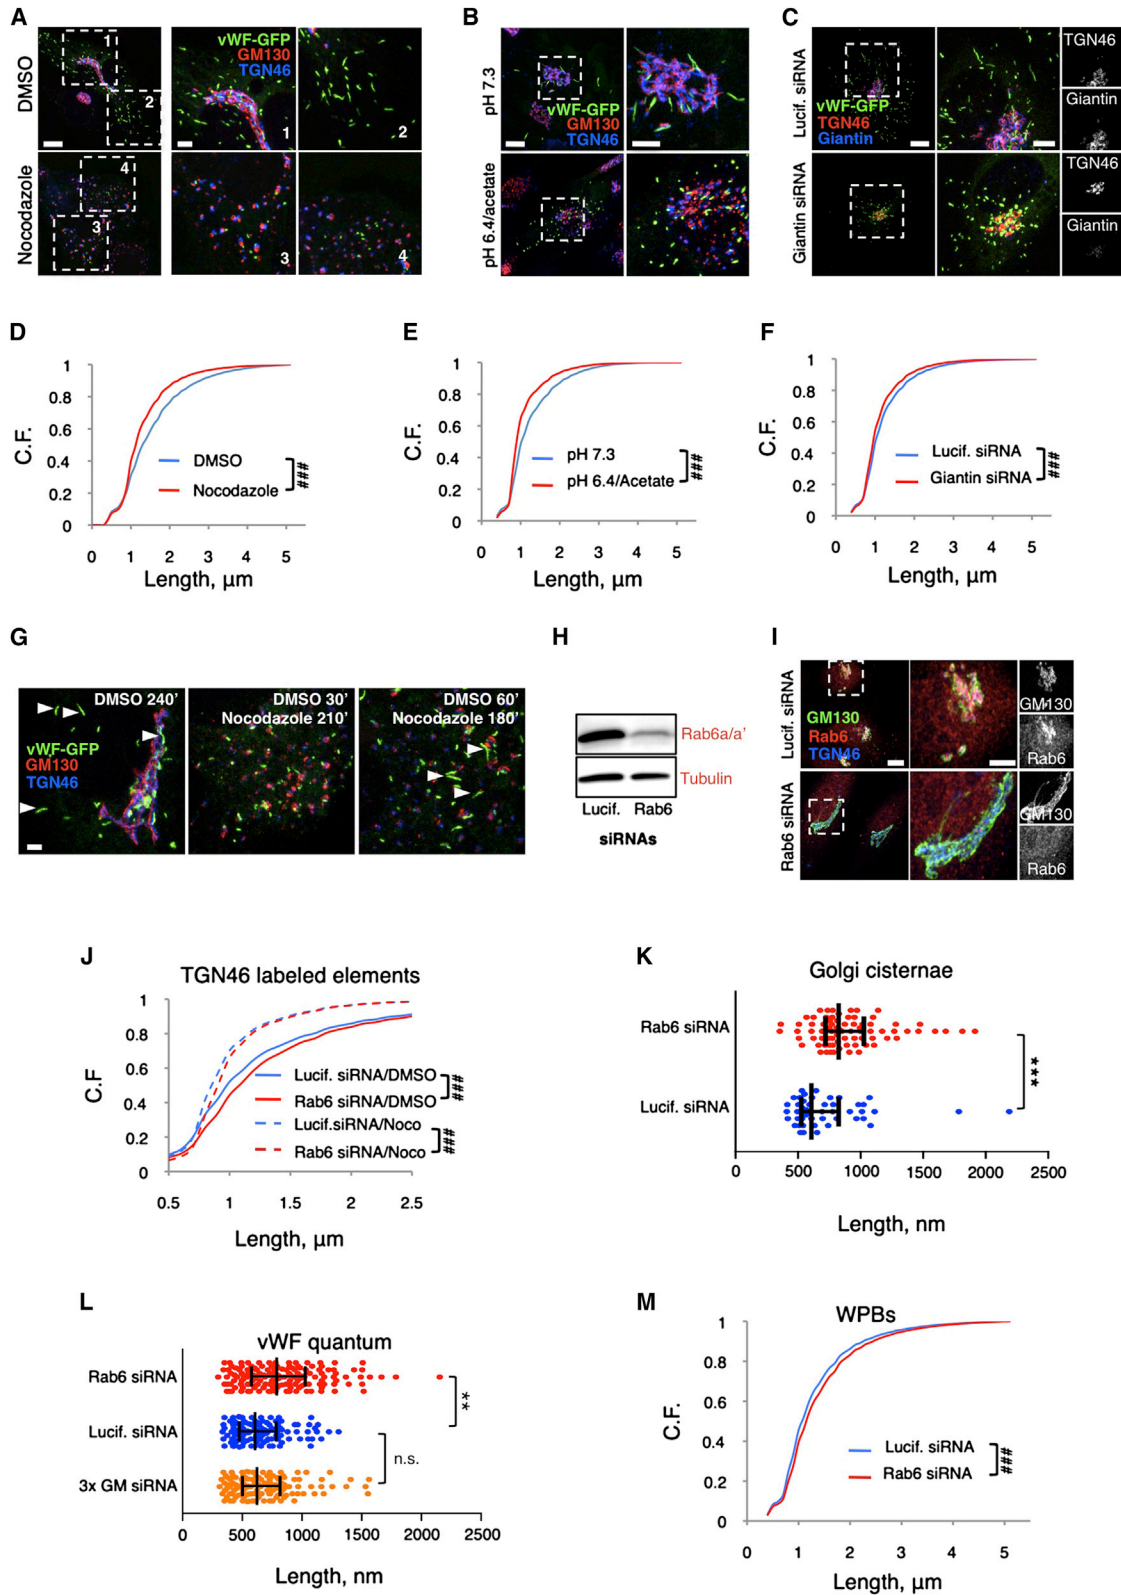 A
DMSO
Nocodazole
1
2
vWF-GFP
GM130
TGN46
1
2
4
3
3
4
B
pH 7.3
pH 6.4/acetate
vWF-GFP
GM130
TGN46
C
Lucif. siRNA
Giantin siRNA
vWF-GFP
TGN46
Giantin
TGN46
Giantin
TGN46
Giantin
D
C.F.
1
0.8
0.6
0.4
0.2
0
DMSO
Nocodazole
###
0 1 2 3 4 5
Length, µm
E
C.F.
1
0.8
0.6
0.4
0.2
0
pH 7.3
pH 6.4/Acetate
###
0 1 2 3 4 5
Length, µm
F
C.F.
1
0.8
0.6
0.4
0.2
0
Lucif. siRNA
Giantin siRNA
###
0 1 2 3 4 5
Length, µm
G
vWF-GFP
GM130
TGN46
DMSO 240’
DMSO 30’
Nocodazole 210’
DMSO 60’
Nocodazole 180’
H
Rab6a/a’
Tubulin
Lucif. Rab6
siRNAs
I
Lucif. siRNA
Rab6 siRNA
GM130
Rab6
TGN46
GM130
Rab6
GM130
Rab6
J
TGN46 labeled elements
C.F
1
0.8
0.6
0.4
0.2
0
Lucif. siRNA/DMSO
Rab6 siRNA/DMSO
Lucif.siRNA/Noco
Rab6 siRNA/Noco
###
###
0.5 1 1.5 2 2.5
Length, µm
K
Golgi cisternae
Rab6 siRNA
Lucif. siRNA
***
0 500 1000 1500 2000 2500
Length, nm
L
vWF quantum
Rab6 siRNA
Lucif. siRNA
3x GM siRNA
**
n.s.
0 500 1000 1500 2000 2500
Length, nm
M
WPBs
C.F.
1
0.8
0.6
0.4
0.2
0
Lucif. siRNA
Rab6 siRNA
###
0 1 2 3 4 5
Length, µm